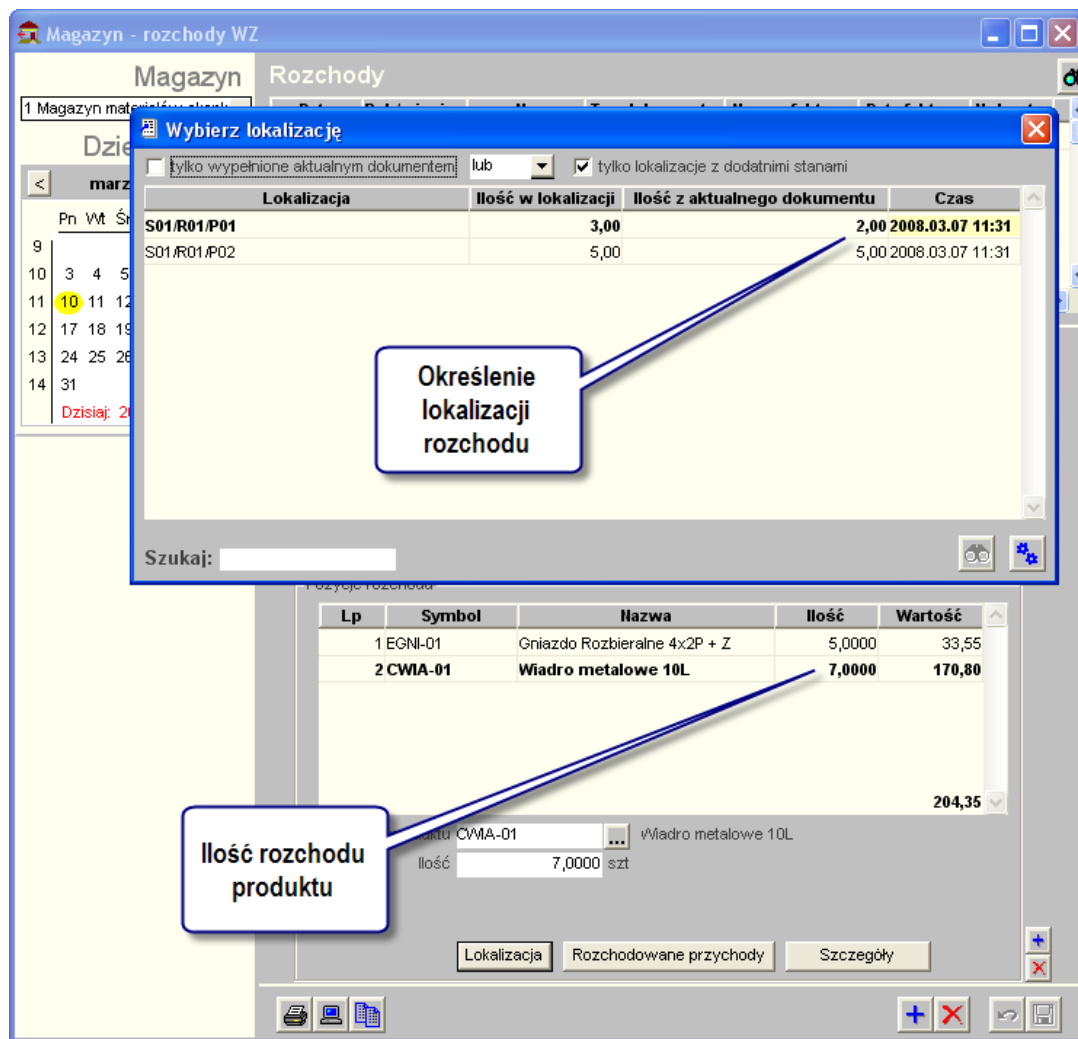 Magazyn - rozchody WZ
Magazyn
Rozchody
1 Magazyn
Wybierz lokalizację
tylko wypełnione aktualnym dokumentem lub tylko lokalizacje z dodatnimi stanami
< marz
Lokalizacja Ilość w lokalizacji Ilość z aktualnego dokumentu Czas
Pn Wt Śr
S01/R01/P01 3,00 2,00 2008.03.07 11:31
9
S01/R01/P02 5,00 5,00 2008.03.07 11:31
10 3 4 5
11 10 11 12
12 17 18 19
13 24 25 26
14 31
Dzisiaj:
Określenie
lokalizacji
rozchodu
Szukaj:
Pozycje rozchodu
Lp Symbol Nazwa Ilość Wartość
1 EGNI-01 Gniazdo Rozbieralne 4x2P + Z 5,0000 33,55
2 CWIA-01 Wiadro metalowe 10L 7,0000 170,80
204,35
CWIA-01 ... Wiadro metalowe 10L
Ilość 7,0000 szt
Ilość rozchodu
produktu
Lokalizacja Rozchodowane przychody Szczegóły